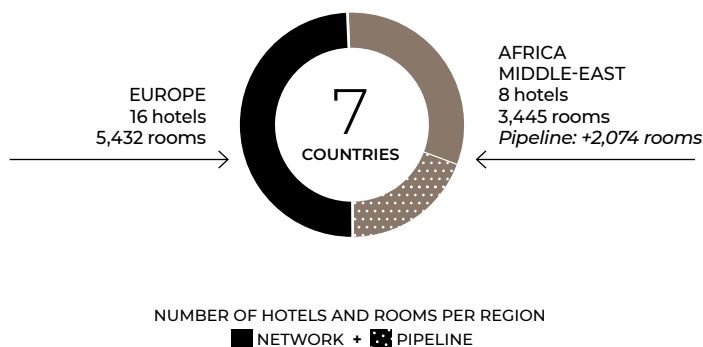 EUROPE
16 hotels
5,432 rooms
7
COUNTRIES
AFRICA
MIDDLE-EAST
8 hotels
3,445 rooms
Pipeline: +2,074 rooms
NUMBER OF HOTELS AND ROOMS PER REGION
NETWORK + PIPELINE